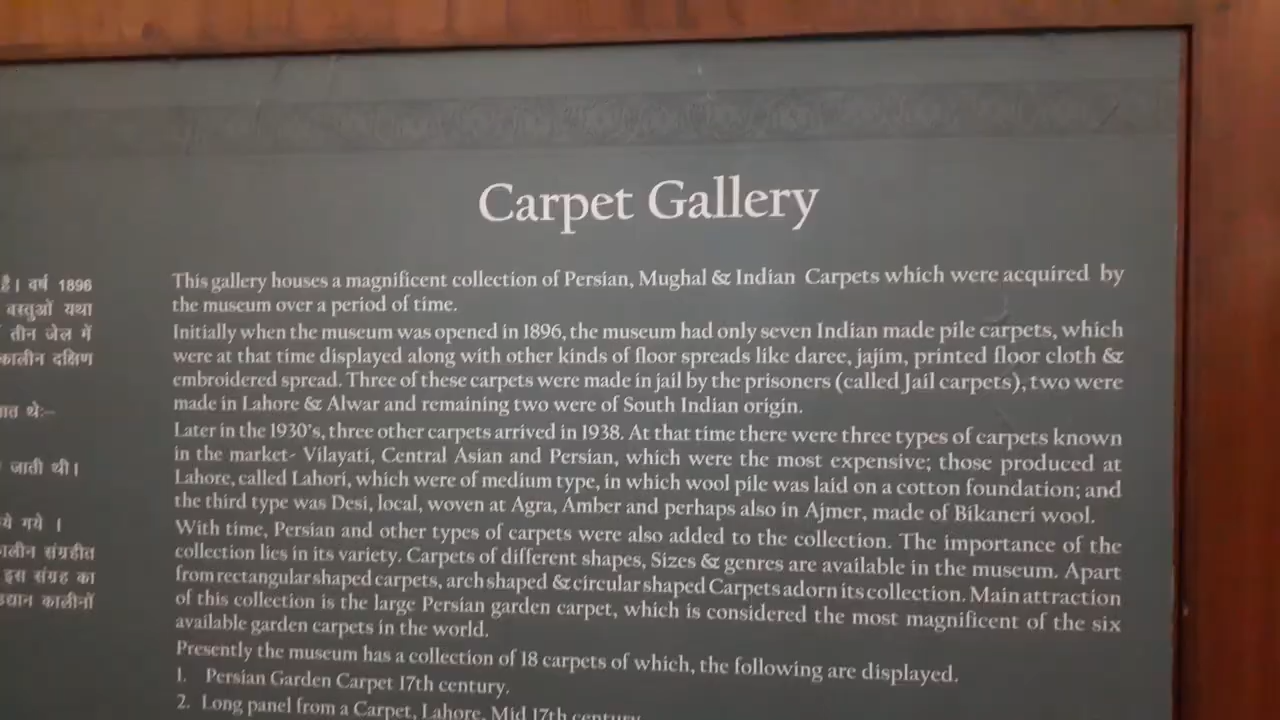 Carpet Gallery
है। वर्ष 1896
वस्तुओं यथा
तीन जेल में
कालीन दक्षिण
थे:–
जाती थी।
गये ।
संग्रहीत
इस संग्रह का
कालीनों
This gallery houses a magnificent collection of Persian, Mughal & Indian Carpets which were acquired by
the museum over a period of time.
Initially when the museum was opened in 1896, the museum had only seven Indian made pile carpets, which
were at that time displayed along with other kinds of floor spreads like daree, jajim, printed floor cloth &
embroidered spread. Three of these carpets were made in jail by the prisoners (called Jail carpets), two were
made in Lahore & Alwar and remaining two were of South Indian origin.
Later in the 1930's, three other carpets arrived in 1938. At that time there were three types of carpets known
in the market- Vilayati, Central Asian and Persian, which were the most expensive; those produced at
Lahore, called Lahori, which were of medium type, in which wool pile was laid on a cotton foundation; and
the third type was Desi, local, woven at Agra, Amber and perhaps also in Ajmer, made of Bikaneri wool.
With time, Persian and other types of carpets were also added to the collection. The importance of the
collection lies in its variety. Carpets of different shapes, Sizes & genres are available in the museum. Apart
from rectangular shaped carpets, arch shaped & circular shaped Carpets adorn its collection. Main attraction
of this collection is the large Persian garden carpet, which is considered the most magnificent of the six
available garden carpets in the world.
Presently the museum has a collection of 18 carpets of which, the following are displayed.
1. Persian Garden Carpet 17th century.
2. Long panel from a Carpet, Lahore, Mid 17th century